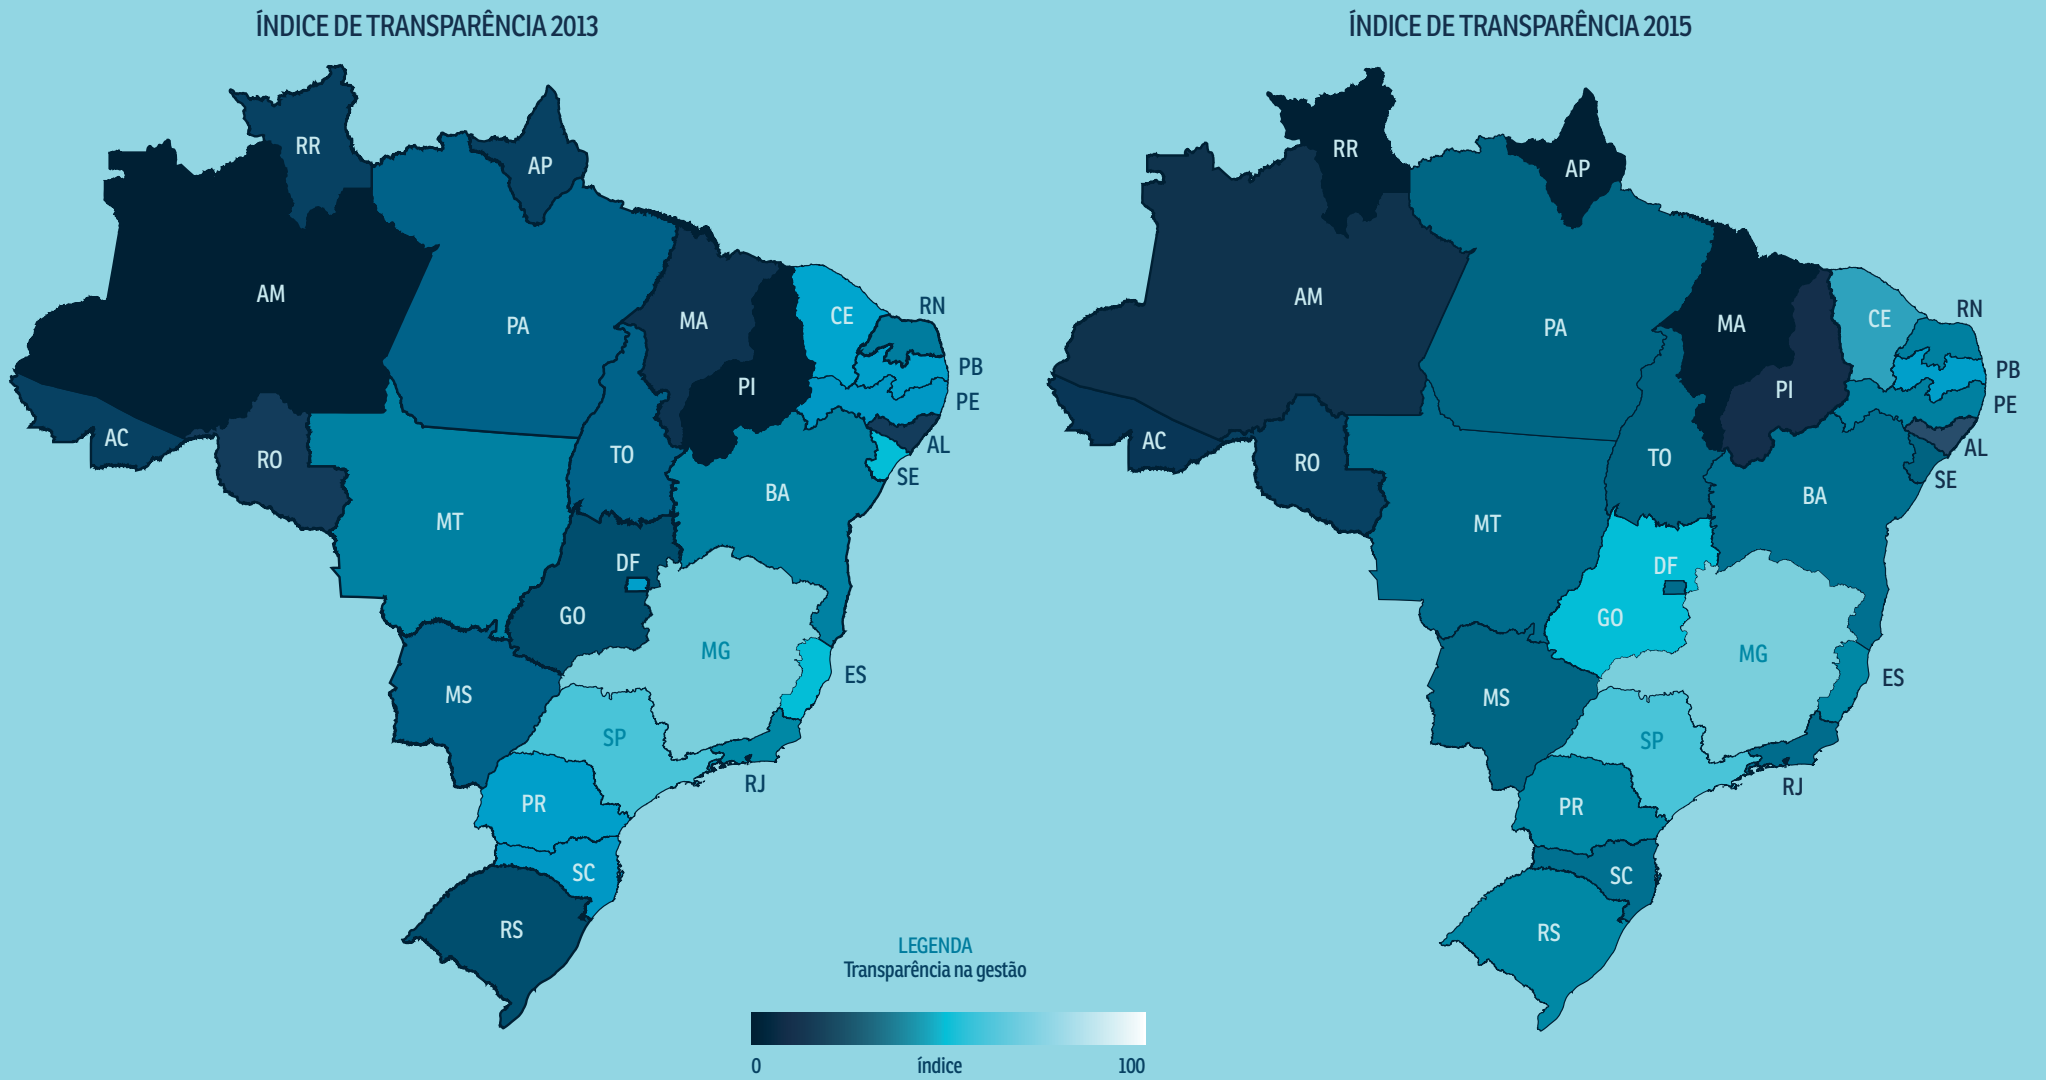 ÍNDICE DE TRANSPARÊNCIA 2013
RR
AP
AM
PA
MA
CE
RN
PI
PB
PE
AC
RO
TO
AL
SE
BA
MT
DF
GO
MG
ES
MS
SP
RJ
PR
SC
RS
ÍNDICE DE TRANSPARÊNCIA 2015
RR
AP
AM
PA
MA
CE
RN
PI
PB
PE
AC
RO
TO
AL
SE
BA
MT
DF
GO
MG
ES
MS
SP
RJ
PR
SC
RS
LEGENDA
Transparência na gestão
0 índice 100